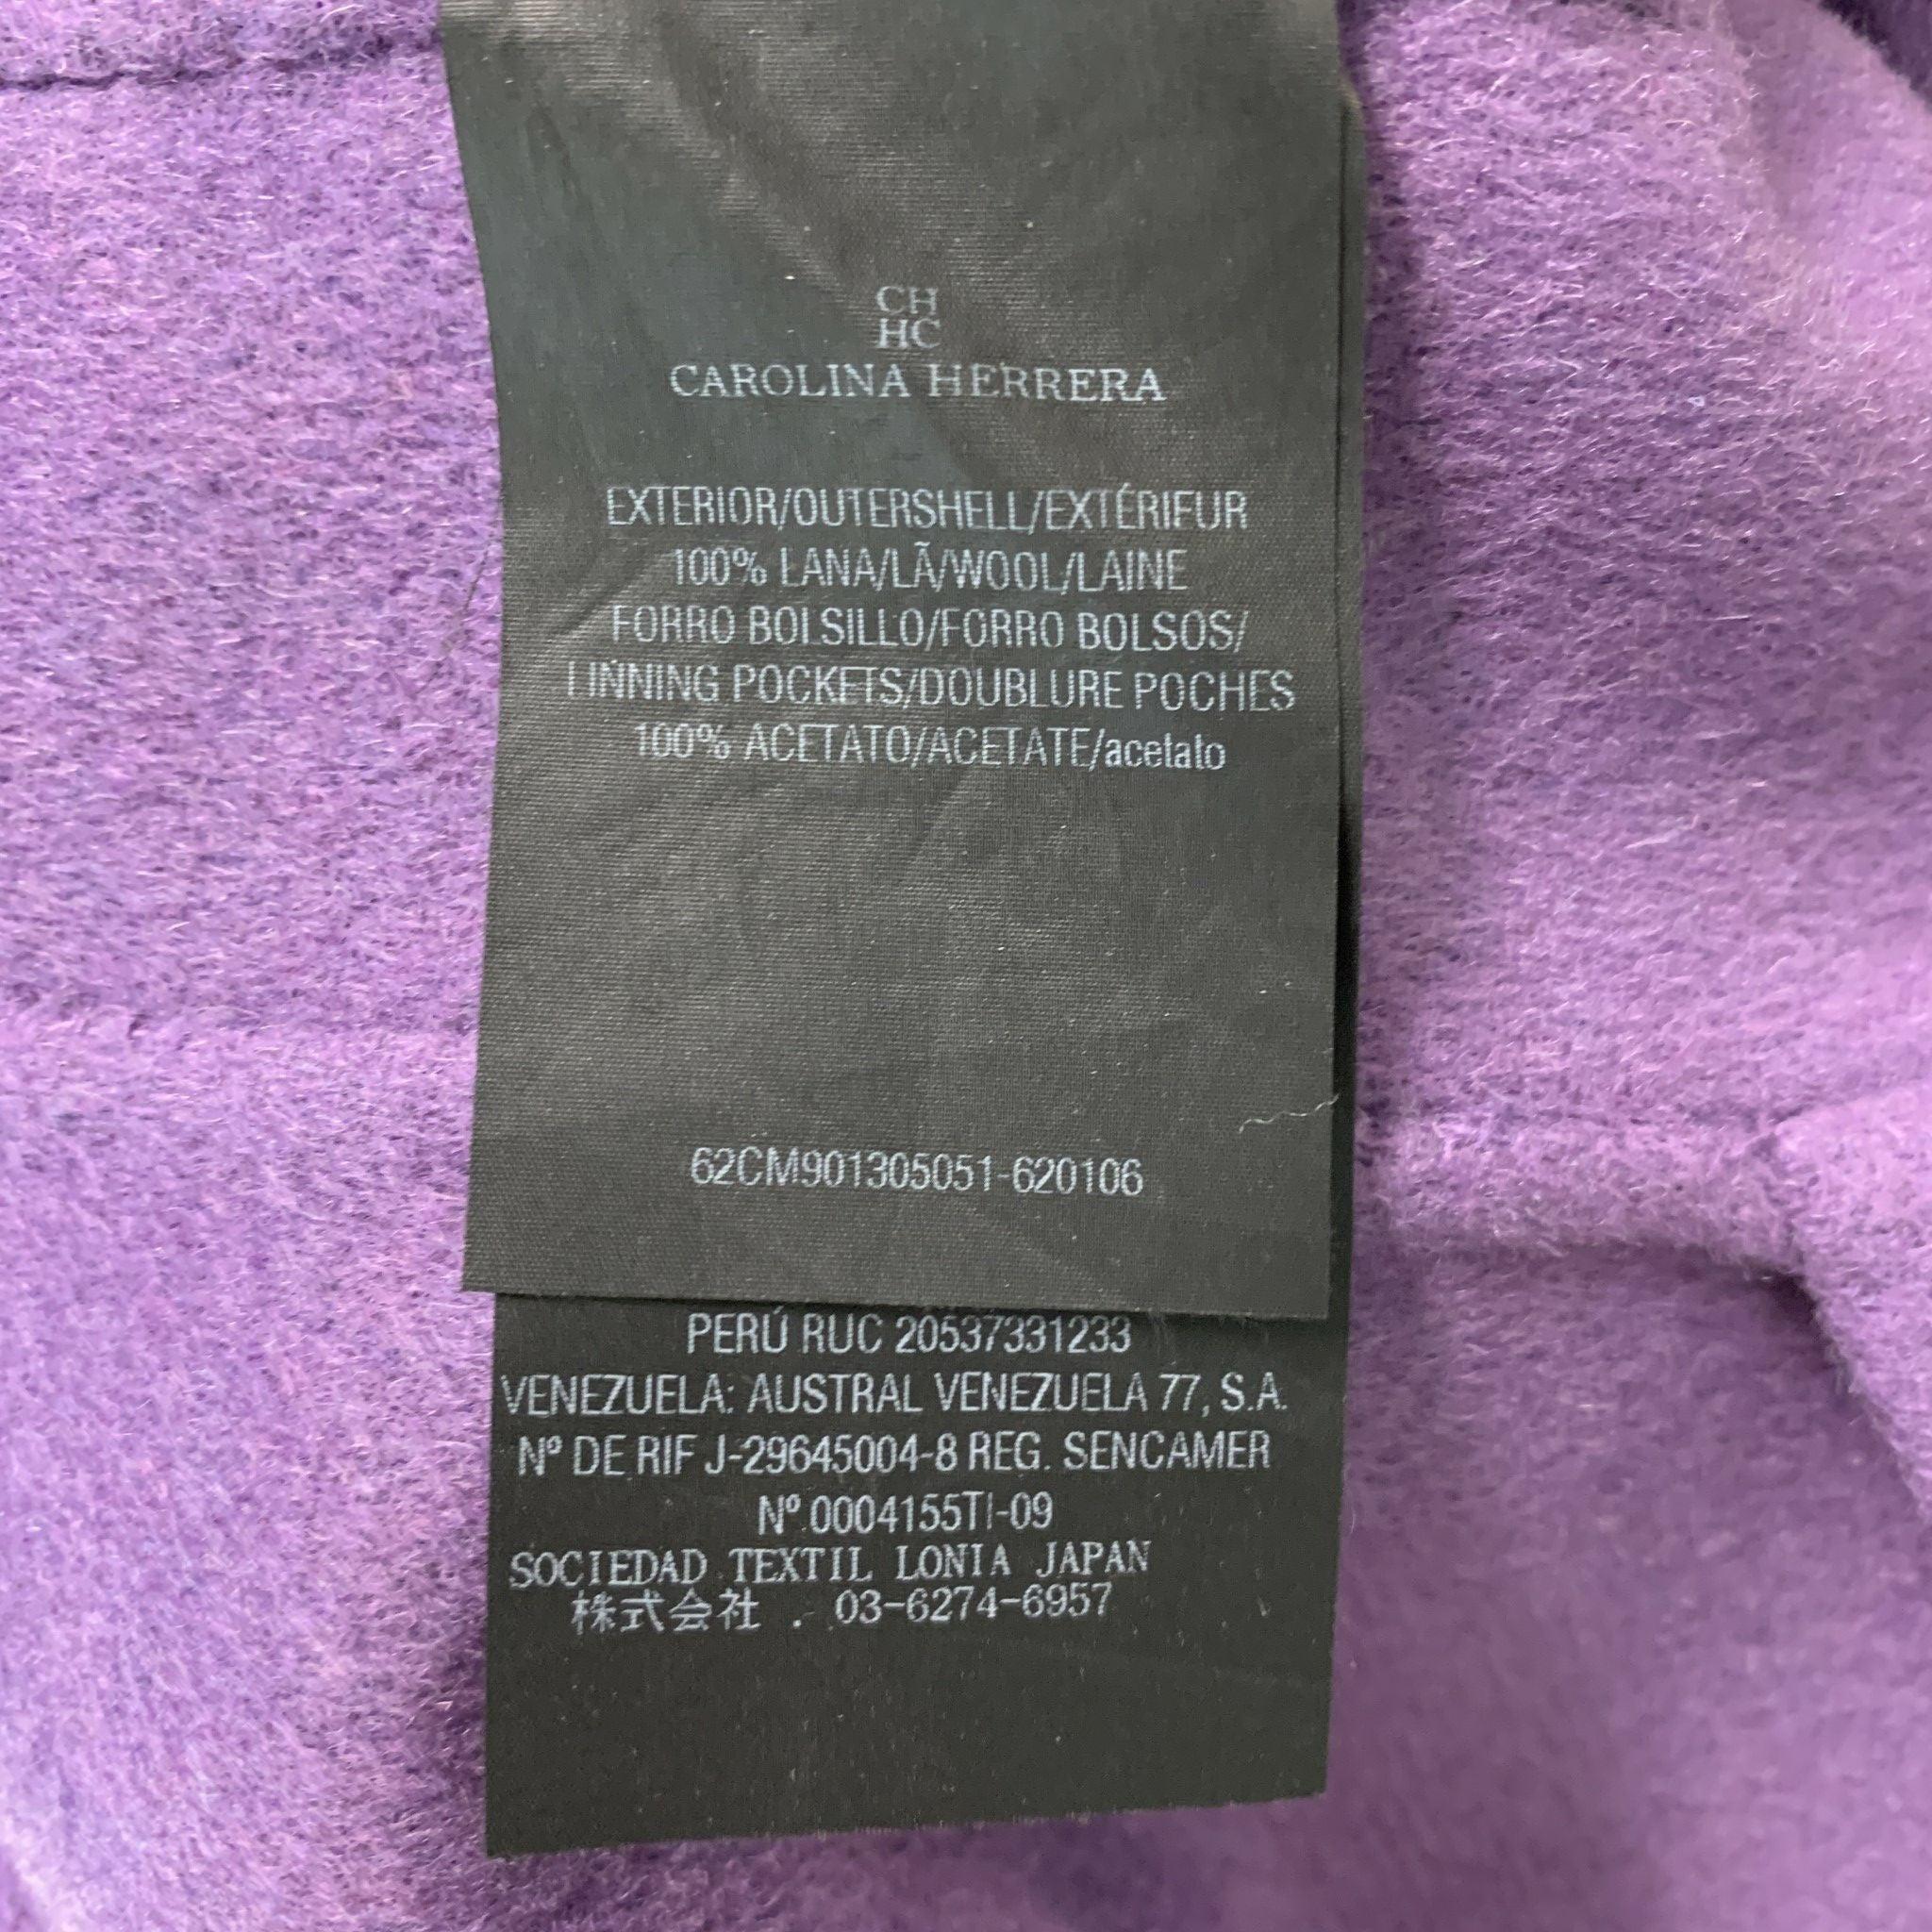 CH
HC
CAROLINA HERRERA
EXTERIOR/OUTERSHELL/EXTÉRIEUR
100% LANA/LÃ/WOOL/LAINE
FORRO BOLSILLO/FORRO BOLSOS/
LINNING POCKETS/DOUBLURE POCHES
100% ACETATO/ACETATE/acetato
62CM901305051-620106
PERÚ RUC 20537331233
VENEZUELA: AUSTRAL VENEZUELA 77, S.A.
Nº DE RIF J-29645004-8 REG. SENCAMER
Nº 0004155TI-09
SOCIEDAD TEXTIL LONIA JAPAN
株式会社 . 03-6274-6957